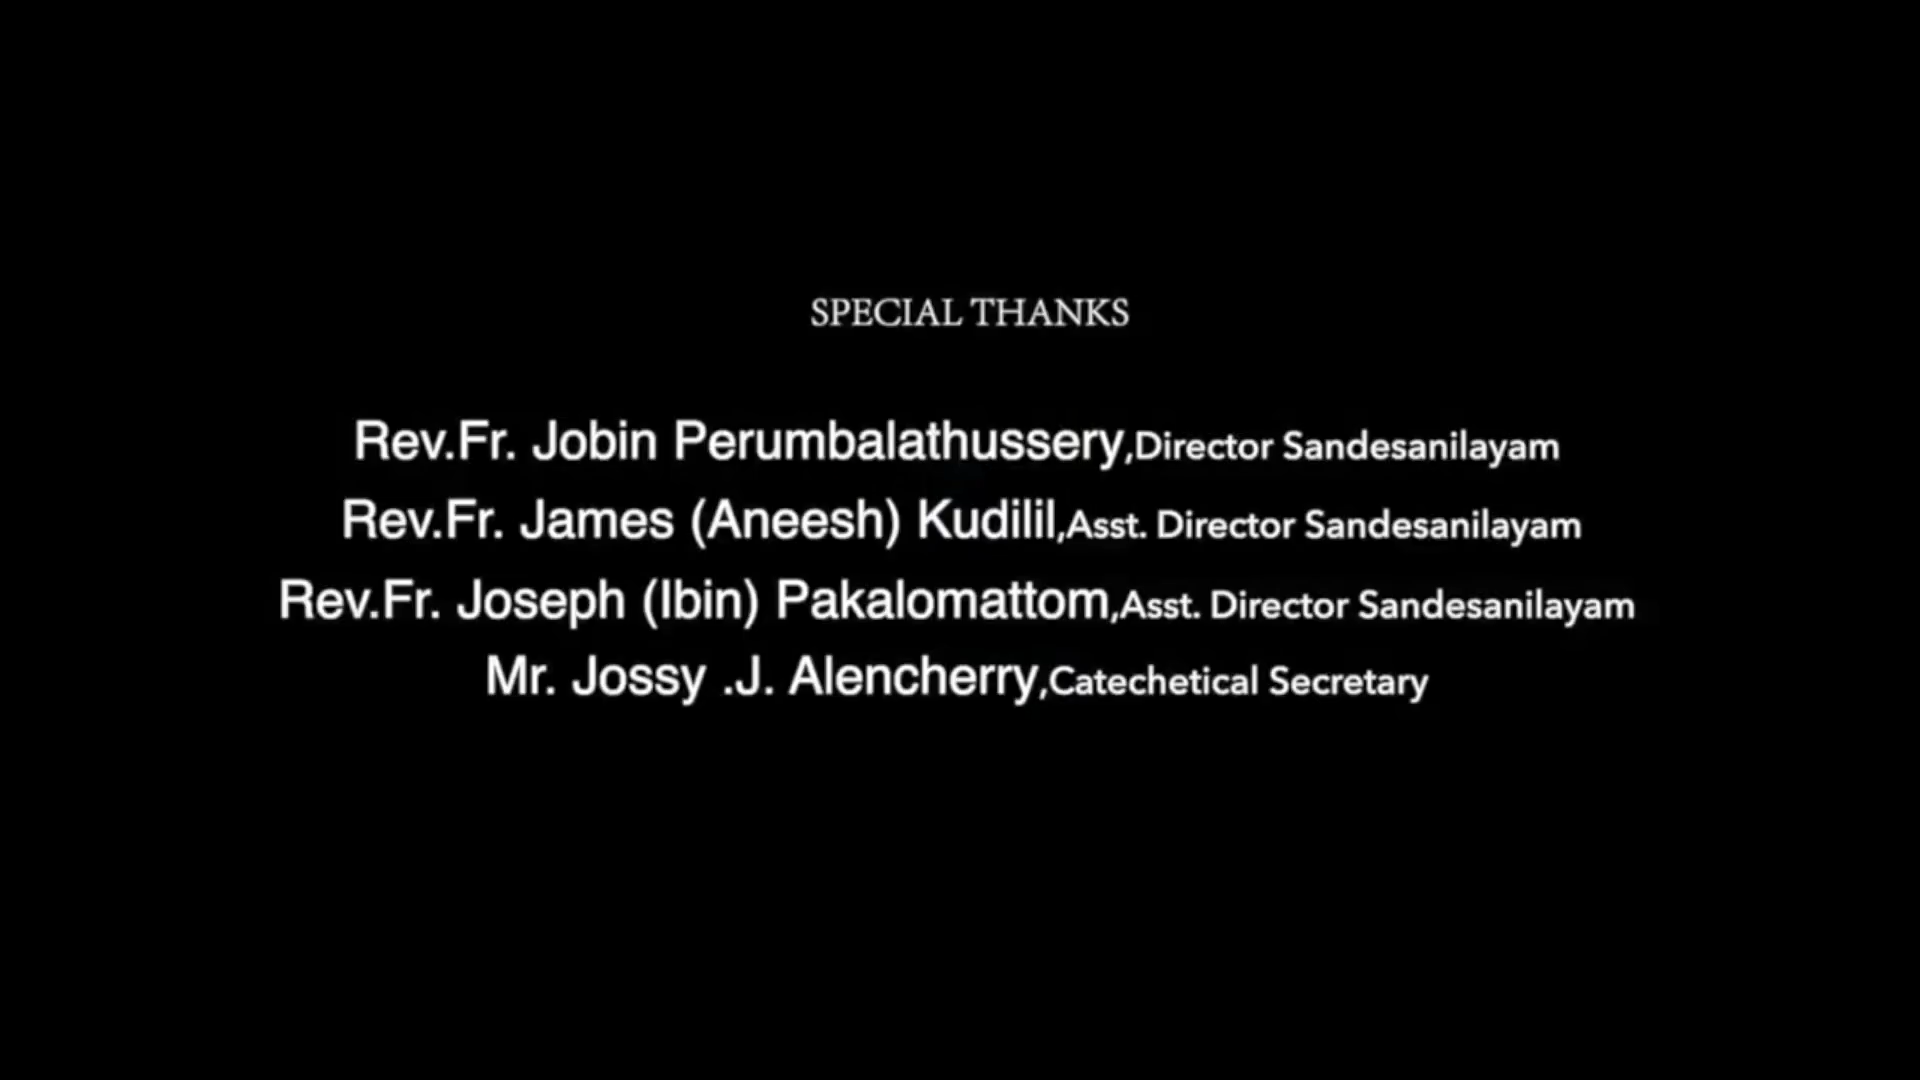 SPECIAL THANKS
Rev.Fr. Jobin Perumbalathussery,Director Sandesanilayam
Rev.Fr. James (Aneesh) Kudilil,Asst. Director Sandesanilayam
Rev.Fr. Joseph (Ibin) Pakalomattom,Asst. Director Sandesanilayam
Mr. Jossy .J. Alencherry,Catechetical Secretary